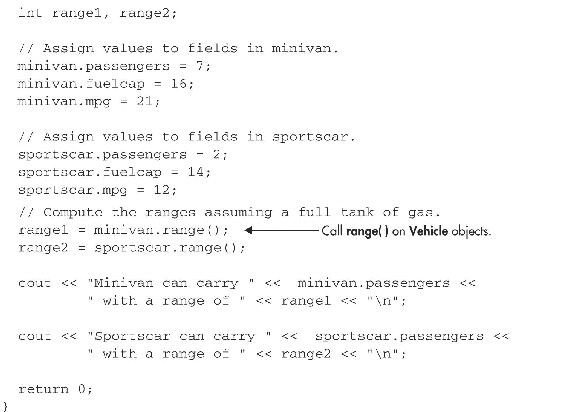 int range1, range2;
// Assign values to fields in minivan.
minivan.passengers = 7;
minivan.fuelcap = 16;
minivan.mpg = 21;
// Assign values to fields in sportscar.
sportscar.passengers = 2;
sportscar.fuelcap = 14;
sportscar.mpg = 12;
// Compute the ranges assuming a full tank of gas.
range1 = minivan.range(); Call range( ) on Vehicle objects.
range2 = sportscar.range();
cout << "Minivan can carry " << minivan.passengers <<
" with a range of " << range1 << "\n";
cout << "Sportscar can carry " << sportscar.passengers <<
" with a range of " << range2 << "\n";
return 0;
}